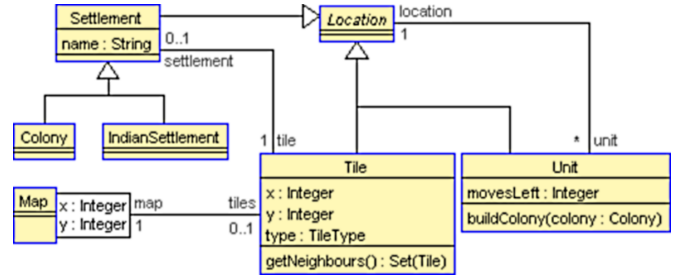 Settlement
name : String
0..1
settlement
Location
location
1
Colony
IndianSettlement
1 tile
* unit
Tile
x : Integer
y : Integer
type : TileType
getNeighbours() : Set(Tile)
Unit
movesLeft : Integer
buildColony(colony : Colony)
Map
x : Integer
y : Integer
map
1
tiles
0..1